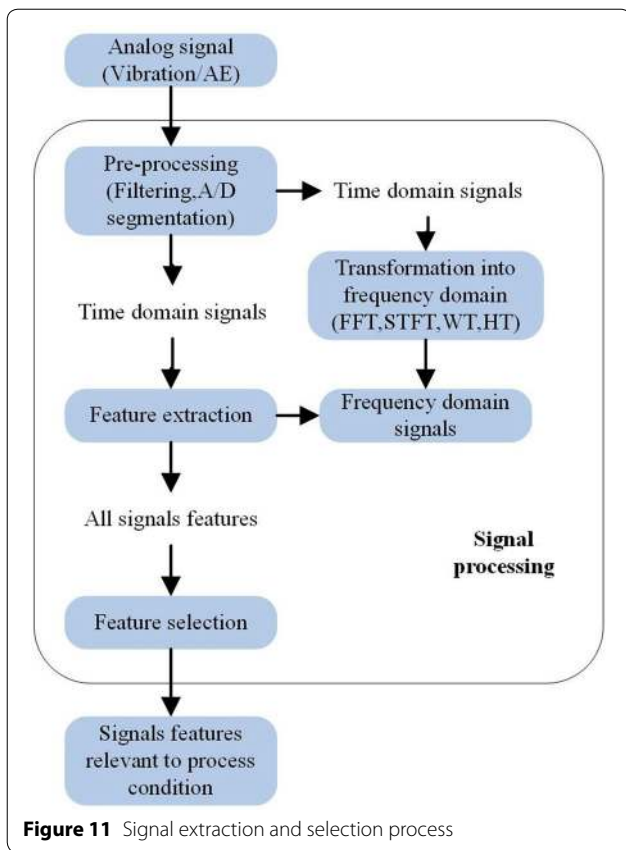 Analog signal
(Vibration/AE)
Pre-processing
(Filtering,A/D
segmentation)
Time domain signals
Time domain signals
Transformation into
frequency domain
(FFT,STFT,WT,HT)
Feature extraction
Frequency domain
signals
All signals features
Signal
processing
Feature selection
Signals features
relevant to process
condition
Figure 11 Signal extraction and selection process